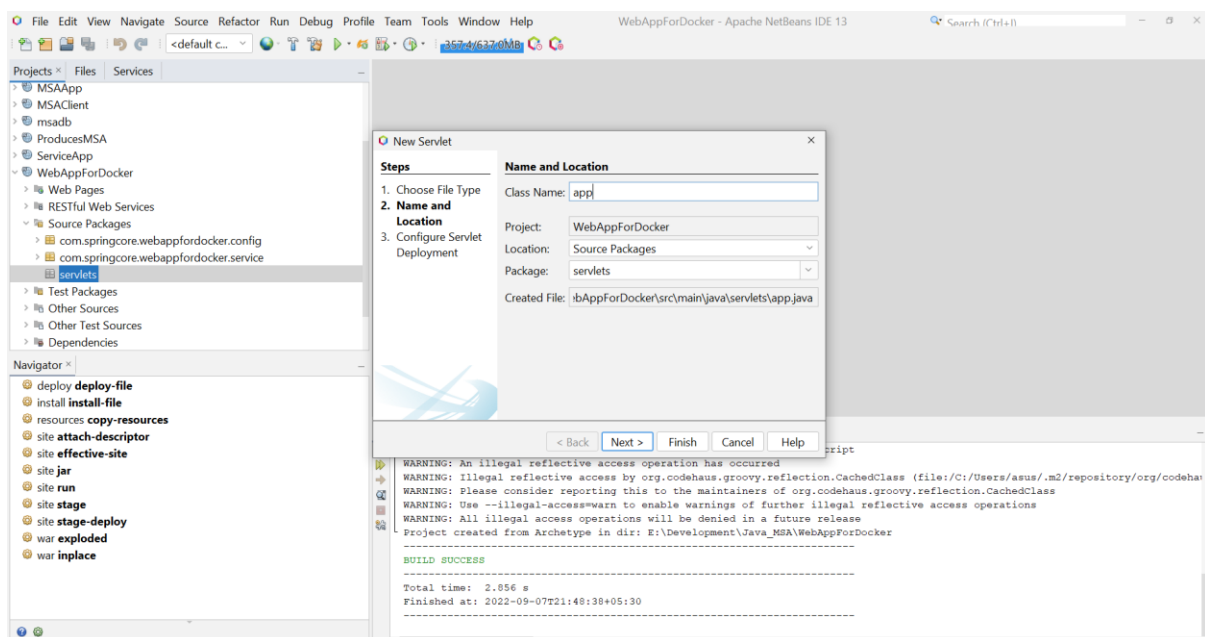 File Edit View Navigate Source Refactor Run Debug Profile Team Tools Window Help WebAppForDocker - Apache NetBeans IDE 13 Search (Ctrl+I)
<default c... 357.4/637.0MB
Projects Files Services
MSAApp
MSAClient
msadb
ProducesMSA
ServiceApp
WebAppForDocker
Web Pages
RESTful Web Services
Source Packages
com.springcore.webappfordocker.config
com.springcore.webappfordocker.service
servlets
Test Packages
Other Sources
Other Test Sources
Dependencies
Navigator
deploy deploy-file
install install-file
resources copy-resources
site attach-descriptor
site effective-site
site jar
site run
site stage
site stage-deploy
war exploded
war inplace
New Servlet
Steps
1. Choose File Type
2. Name and
Location
3. Configure Servlet
Deployment
Name and Location
Class Name: app
Project: WebAppForDocker
Location: Source Packages
Package: servlets
Created File: bAppForDocker\src\main\java\servlets\app.java
< Back Next > Finish Cancel Help
cript
WARNING: An illegal reflective access operation has occurred
WARNING: Illegal reflective access by org.codehaus.groovy.reflection.CachedClass (file:/C:/Users/asus/.m2/repository/org/codehau
WARNING: Please consider reporting this to the maintainers of org.codehaus.groovy.reflection.CachedClass
WARNING: Use --illegal-access=warn to enable warnings of further illegal reflective access operations
WARNING: All illegal access operations will be denied in a future release
Project created from Archetype in dir: E:\Development\Java_MSA\WebAppForDocker
------------------------------------------------------------------------
BUILD SUCCESS
------------------------------------------------------------------------
Total time: 2.856 s
Finished at: 2022-09-07T21:48:38+05:30
------------------------------------------------------------------------